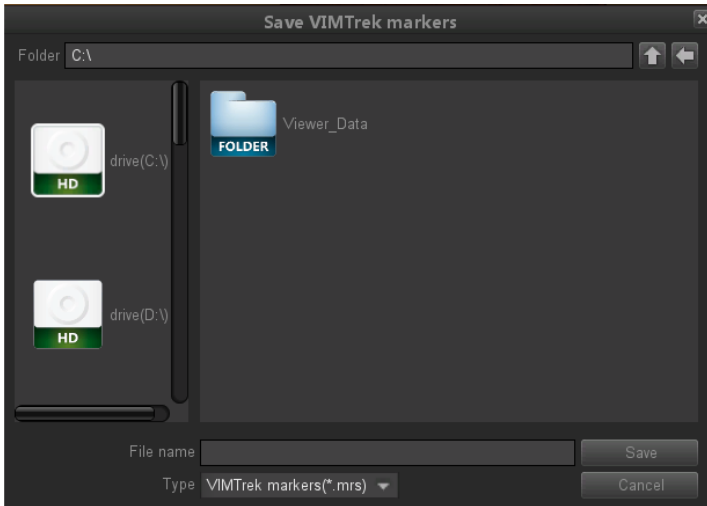 Save VIMTrek markers
Folder C:\
drive(C:\)
HD
Viewer_Data
FOLDER
drive(D:\)
HD
File name
Save
Type VIMTrek markers(*.mrs)
Cancel